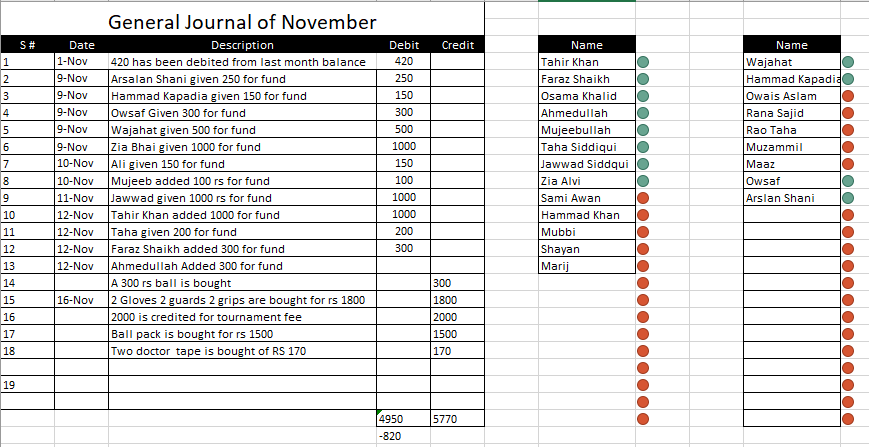 General Journal of November
S # Date Description Debit Credit Name Name
1 1-Nov 420 has been debited from last month balance 420 Tahir Khan Wajahat
2 9-Nov Arsalan Shani given 250 for fund 250 Faraz Shaikh Hammad Kapadia
3 9-Nov Hammad Kapadia given 150 for fund 150 Osama Khalid Owais Aslam
4 9-Nov Owsaf Given 300 for fund 300 Ahmedullah Rana Sajid
5 9-Nov Wajahat given 500 for fund 500 Mujeebullah Rao Taha
6 9-Nov Zia Bhai given 1000 for fund 1000 Taha Siddiqui Muzammil
7 10-Nov Ali given 150 for fund 150 Jawwad Siddqui Maaz
8 10-Nov Mujeeb added 100 rs for fund 100 Zia Alvi Owsaf
9 11-Nov Jawwad given 1000 rs for fund 1000 Sami Awan Arslan Shani
10 12-Nov Tahir Khan added 1000 for fund 1000 Hammad Khan
11 12-Nov Taha given 200 for fund 200 Mubbi
12 12-Nov Faraz Shaikh added 300 for fund 300 Shayan
13 12-Nov Ahmedullah Added 300 for fund Marij
14 A 300 rs ball is bought 300
15 16-Nov 2 Gloves 2 guards 2 grips are bought for rs 1800 1800
16 2000 is credited for tournament fee 2000
17 Ball pack is bought for rs 1500 1500
18 Two doctor tape is bought of RS 170 170
19
4950 5770
-820